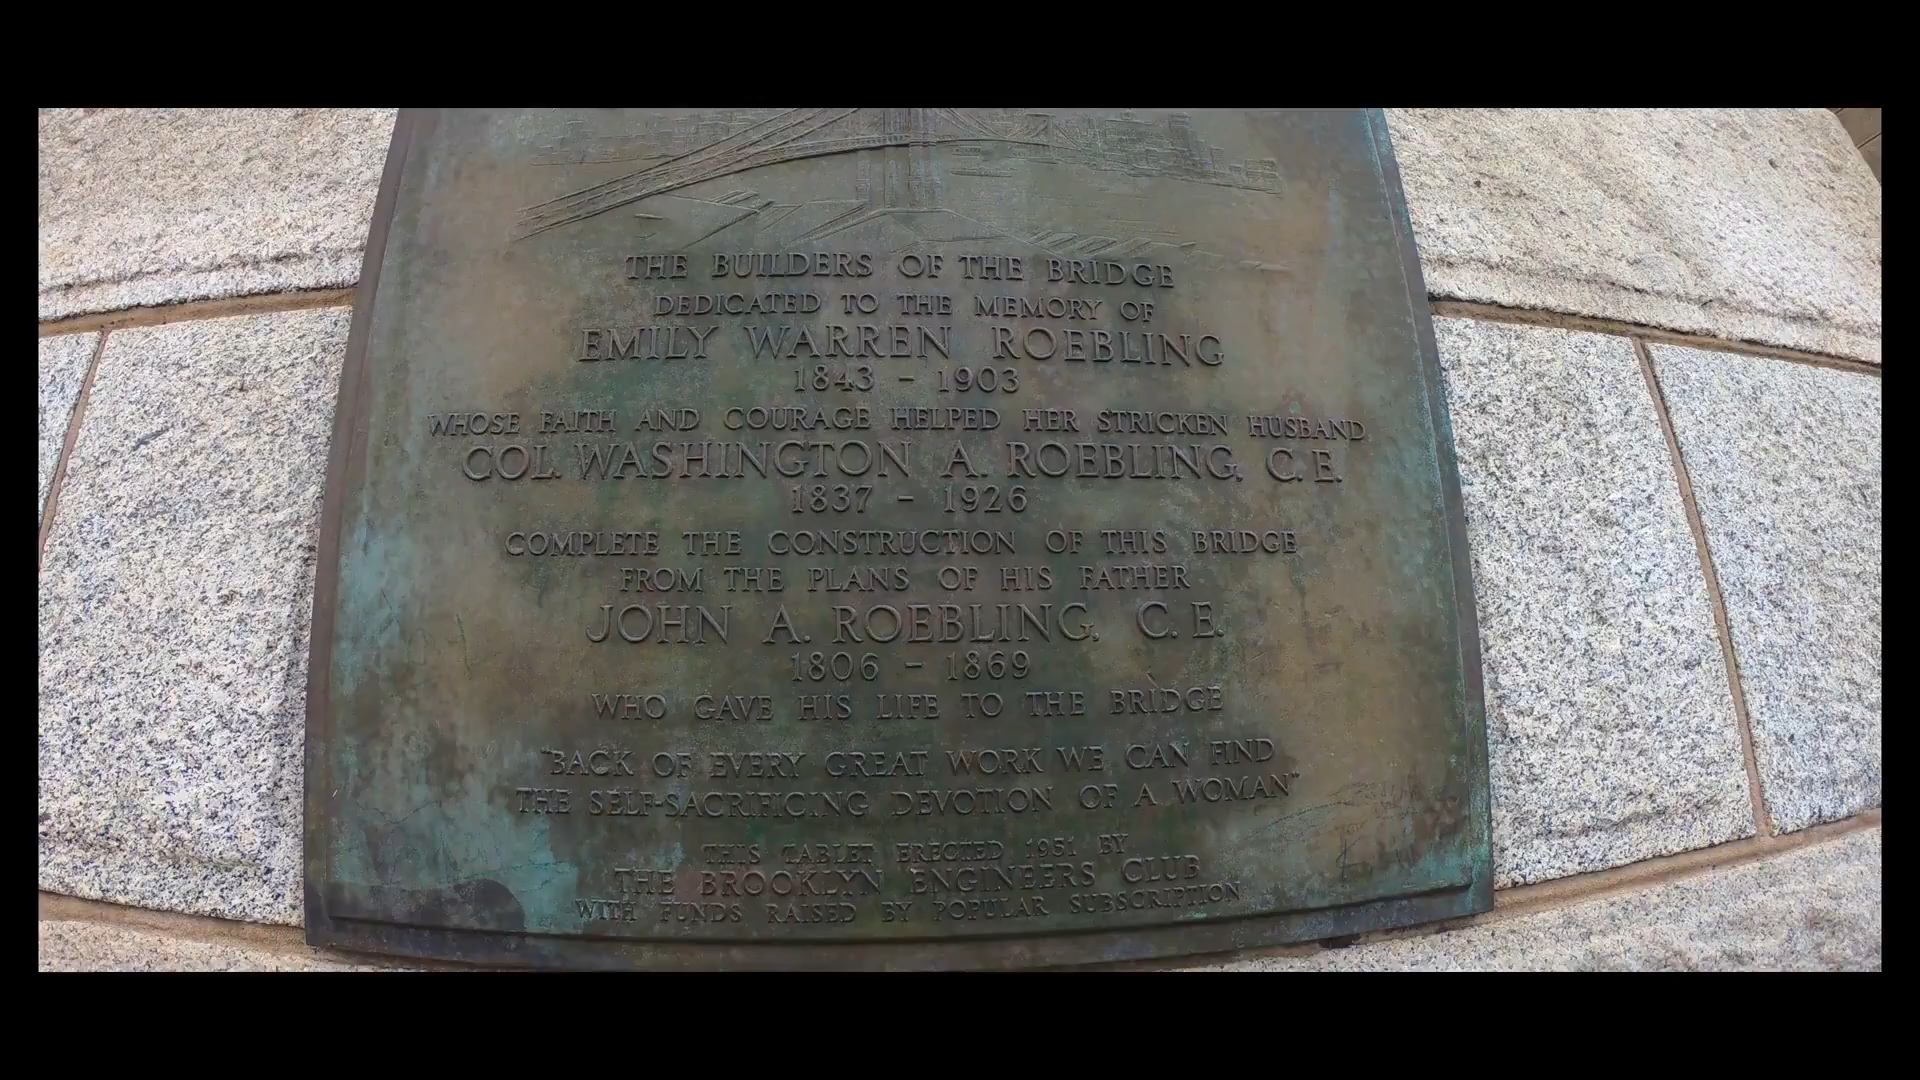 THE BUILDERS OF THE BRIDGE
DEDICATED TO THE MEMORY OF
EMILY WARREN ROEBLING
1843 - 1903
WHOSE FAITH AND COURAGE HELPED HER STRICKEN HUSBAND
COL. WASHINGTON A. ROEBLING, C.E.
1837 - 1926
COMPLETE THE CONSTRUCTION OF THIS BRIDGE
FROM THE PLANS OF HIS FATHER
JOHN A. ROEBLING, C.E.
1806 - 1869
WHO GAVE HIS LIFE TO THE BRIDGE
"BACK OF EVERY GREAT WORK WE CAN FIND
THE SELF-SACRIFICING DEVOTION OF A WOMAN"
THIS TABLET ERECTED 1951 BY
THE BROOKLYN ENGINEERS CLUB
WITH FUNDS RAISED BY POPULAR SUBSCRIPTION